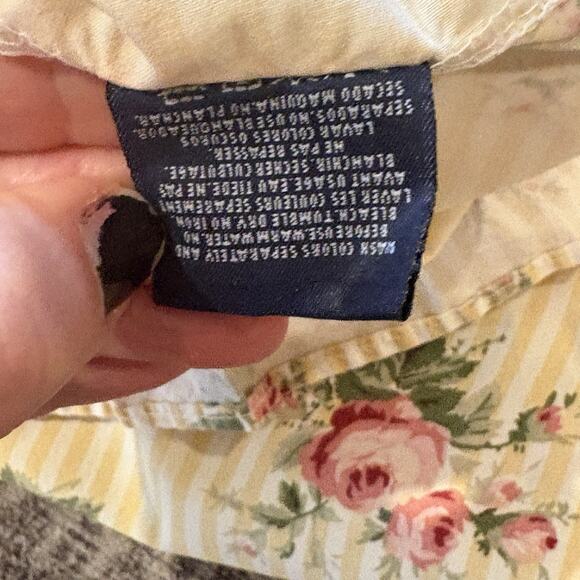 WASH COLORS SEPARATELY AND
BEFORE USE.WARM WATER.NO
BLEACH.TUMBLE DRY.NO IRON
LAVER LES COULEURS SEPAREMENT
AVANT USAGE.EAU TIEDE.NE PAS
BLANCHIR.SECHER CULBUTAGE.
NE PAS REPASSER
LAVAR COLORES OSCUROS
SEPARADOS.NO USE BLANQUEADOR.
SECADO MAQUINA.NO PLANCHAR.